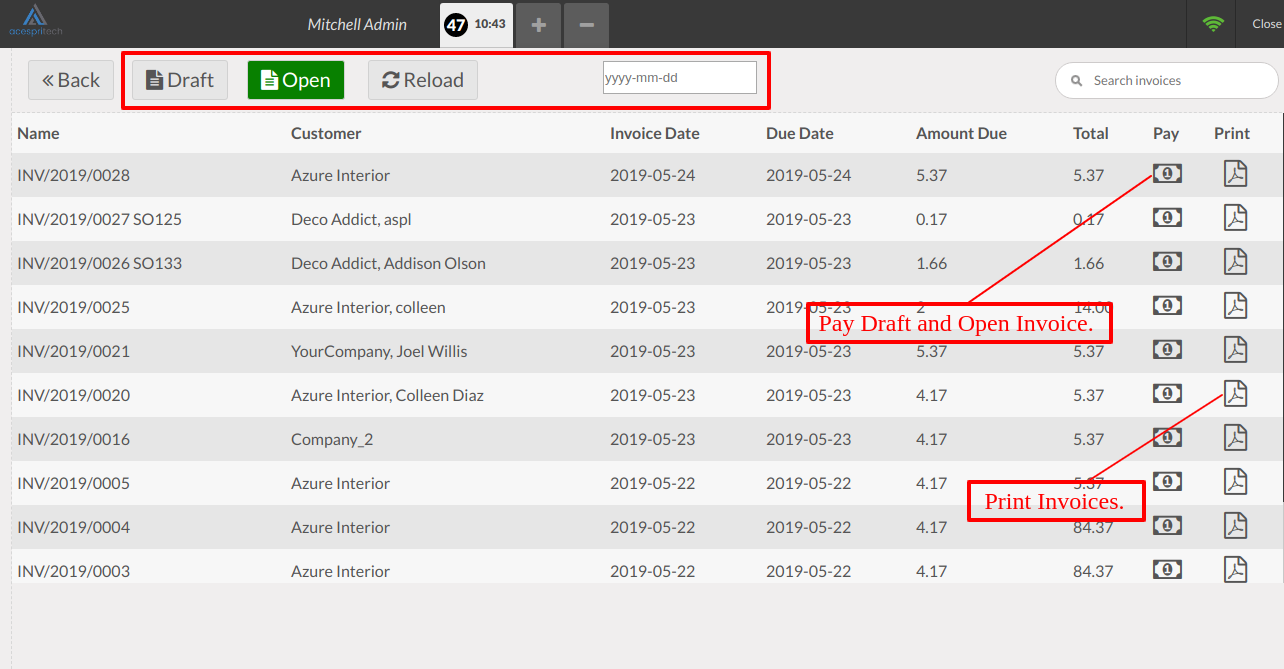 acespritech
Mitchell Admin 47 10:43 + − Close
« Back Draft Open Reload yyyy-mm-dd Search invoices
Name Customer Invoice Date Due Date Amount Due Total Pay Print
INV/2019/0028 Azure Interior 2019-05-24 2019-05-24 5.37 5.37
INV/2019/0027 SO125 Deco Addict, aspl 2019-05-23 2019-05-23 0.17 0.17
INV/2019/0026 SO133 Deco Addict, Addison Olson 2019-05-23 2019-05-23 1.66 1.66
INV/2019/0025 Azure Interior, colleen 2019-05-23 2019-05-23 2 14.00
Pay Draft and Open Invoice.
INV/2019/0021 YourCompany, Joel Willis 2019-05-23 2019-05-23 5.37 5.37
INV/2019/0020 Azure Interior, Colleen Diaz 2019-05-23 2019-05-23 4.17 5.37
INV/2019/0016 Company_2 2019-05-23 2019-05-23 4.17 5.37
INV/2019/0005 Azure Interior 2019-05-22 2019-05-22 4.17 5.37
Print Invoices.
INV/2019/0004 Azure Interior 2019-05-22 2019-05-22 4.17 84.37
INV/2019/0003 Azure Interior 2019-05-22 2019-05-22 4.17 84.37